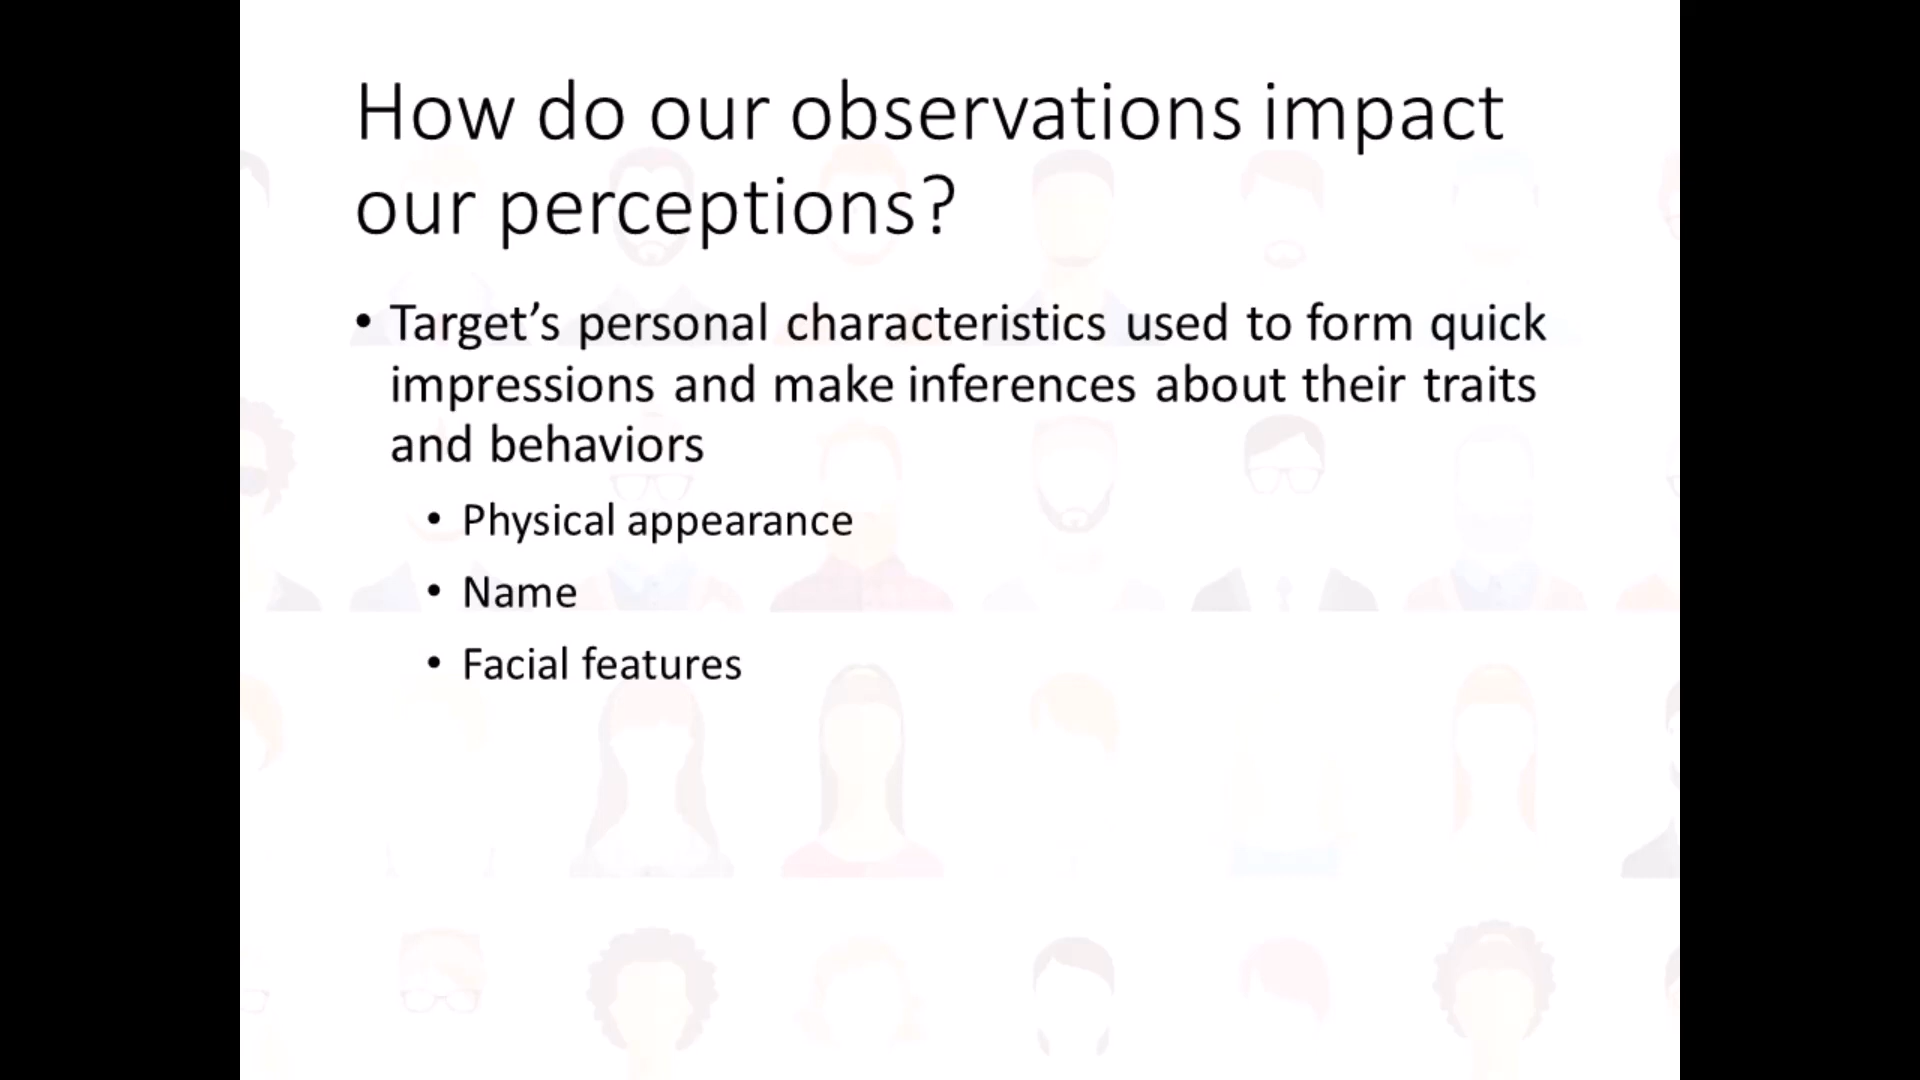 How do our observations impact
our perceptions?
• Target’s personal characteristics used to form quick
impressions and make inferences about their traits
and behaviors
• Physical appearance
• Name
• Facial features